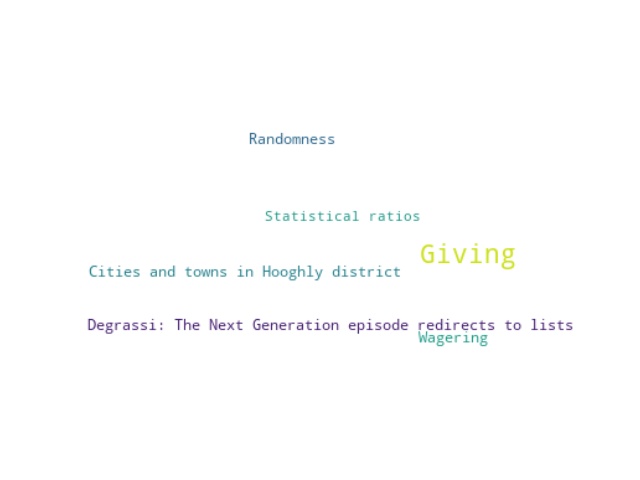 Randomness
Statistical ratios
Giving
Cities and towns in Hooghly district
Degrassi: The Next Generation episode redirects to lists
Wagering